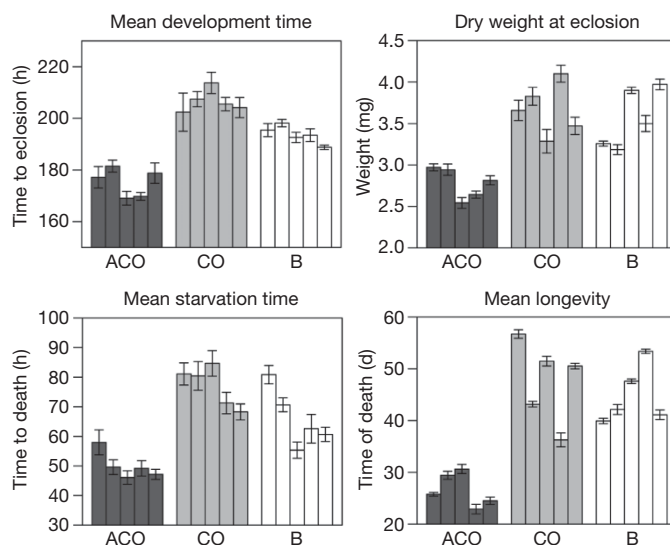 Mean development time
Time to eclosion (h)
220
200
180
160
ACO CO B
Dry weight at eclosion
Weight (mg)
4.5
4.0
3.5
3.0
2.5
2.0
ACO CO B
Mean starvation time
Time to death (h)
100
90
80
70
60
50
40
30
ACO CO B
Mean longevity
Time of death (d)
60
50
40
30
20
ACO CO B